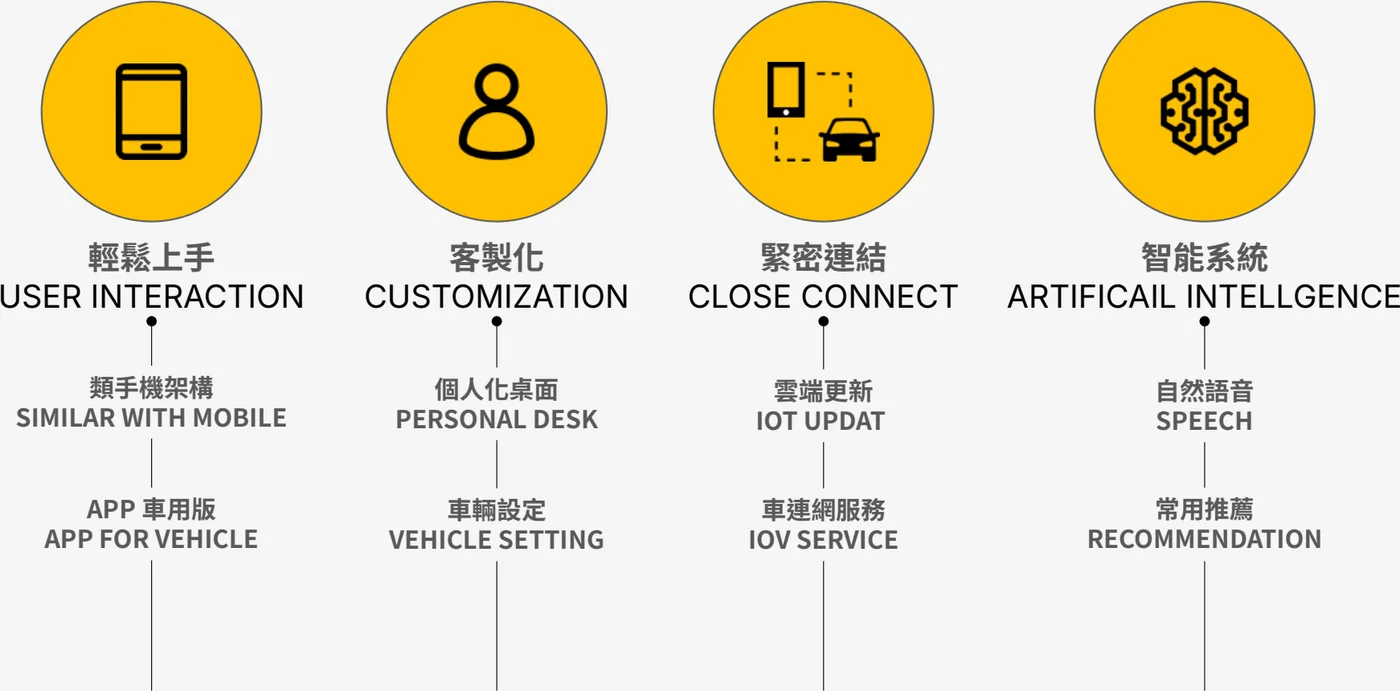 輕鬆上手
USER INTERACTION
類手機架構
SIMILAR WITH MOBILE
APP 車用版
APP FOR VEHICLE
客製化
CUSTOMIZATION
個人化桌面
PERSONAL DESK
車輛設定
VEHICLE SETTING
緊密連結
CLOSE CONNECT
雲端更新
IOT UPDAT
車連網服務
IOV SERVICE
智能系統
ARTIFICAIL INTELLGENCE
自然語音
SPEECH
常用推薦
RECOMMENDATION